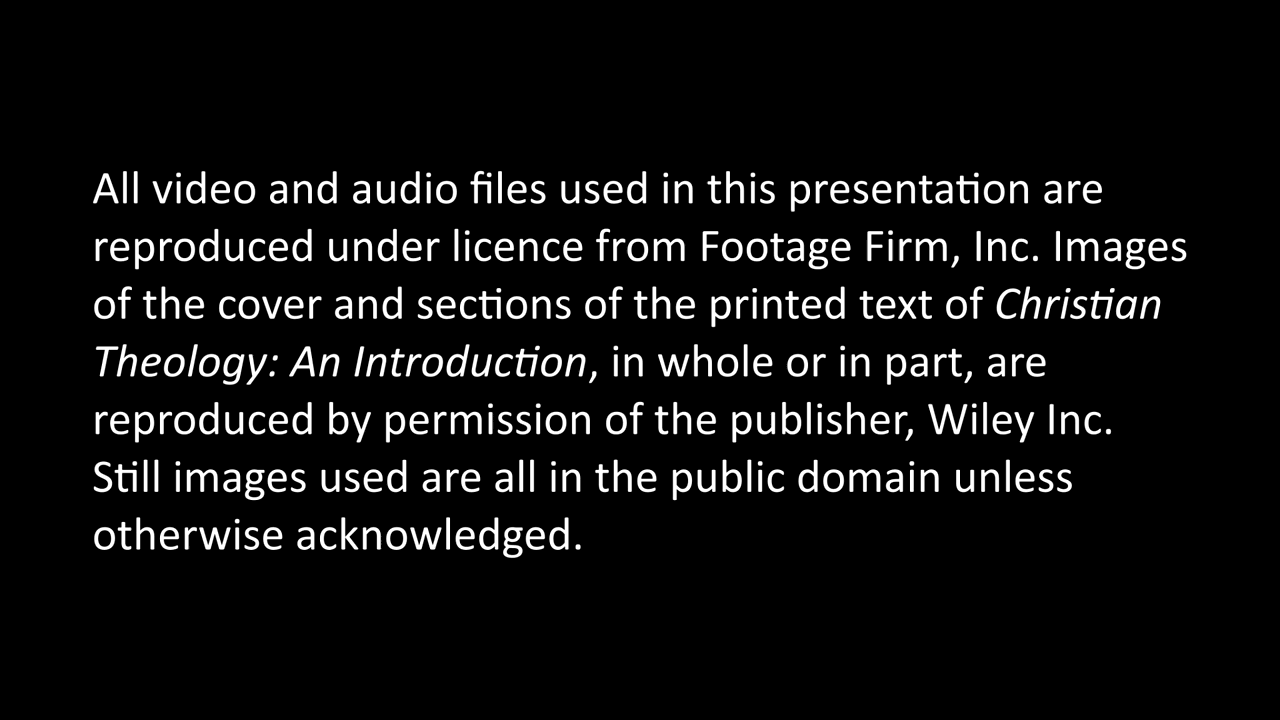 All video and audio files used in this presentation are
reproduced under licence from Footage Firm, Inc. Images
of the cover and sections of the printed text of Christian
Theology: An Introduction, in whole or in part, are
reproduced by permission of the publisher, Wiley Inc.
Still images used are all in the public domain unless
otherwise acknowledged.